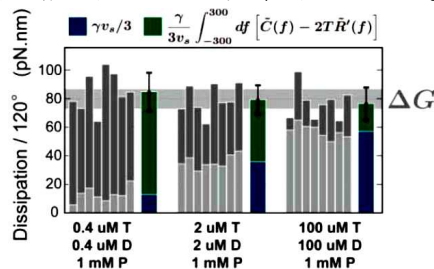 γv_s/3 γ/3v_s ∫_{-300}^{300} df [C̃(f) − 2TR̃′(f)]
Dissipation / 120° (pN.nm)
100
80
60
40
20
0
ΔG
0.4 uM T 2 uM T 100 uM T
0.4 uM D 2 uM D 100 uM D
1 mM P 1 mM P 1 mM P